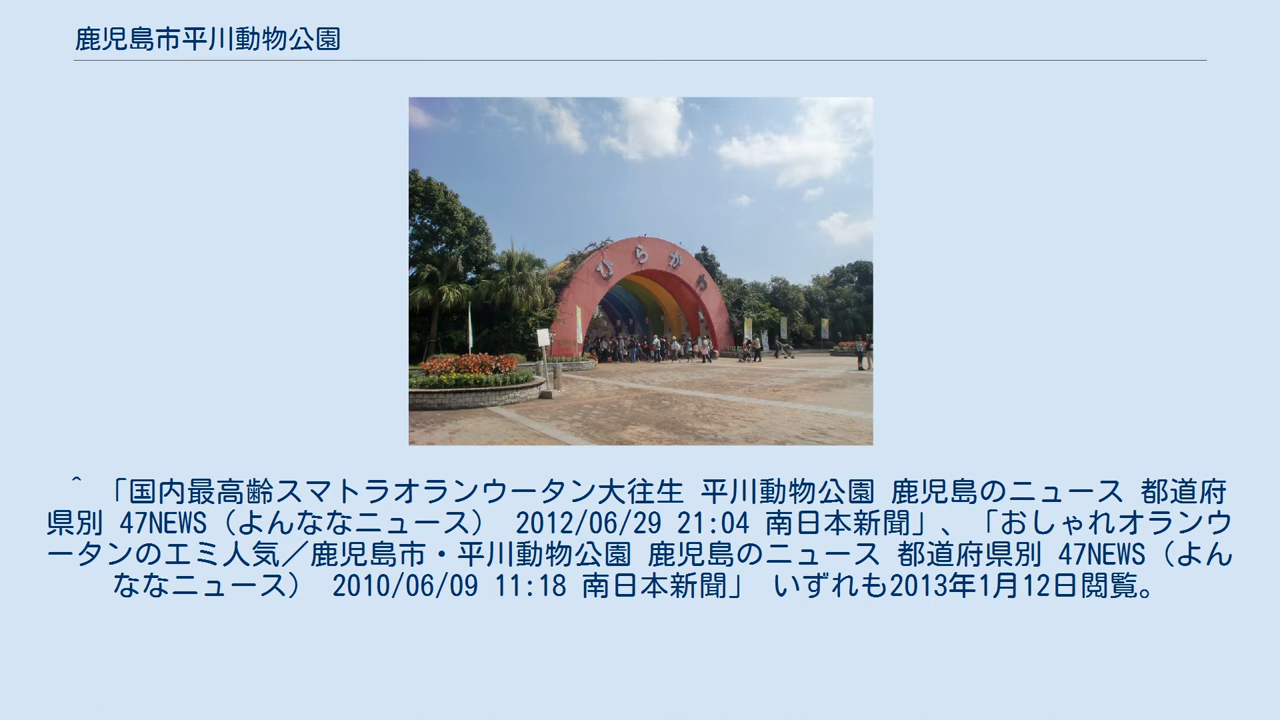 鹿児島市平川動物公園
ひらかわ
^ 「国内最高齢スマトラオランウータン大往生 平川動物公園 鹿児島のニュース 都道府
県別 47NEWS（よんななニュース） 2012/06/29 21:04 南日本新聞」、「おしゃれオランウ
ータンのエミ人気／鹿児島市・平川動物公園 鹿児島のニュース 都道府県別 47NEWS（よん
ななニュース） 2010/06/09 11:18 南日本新聞」 いずれも2013年1月12日閲覧。